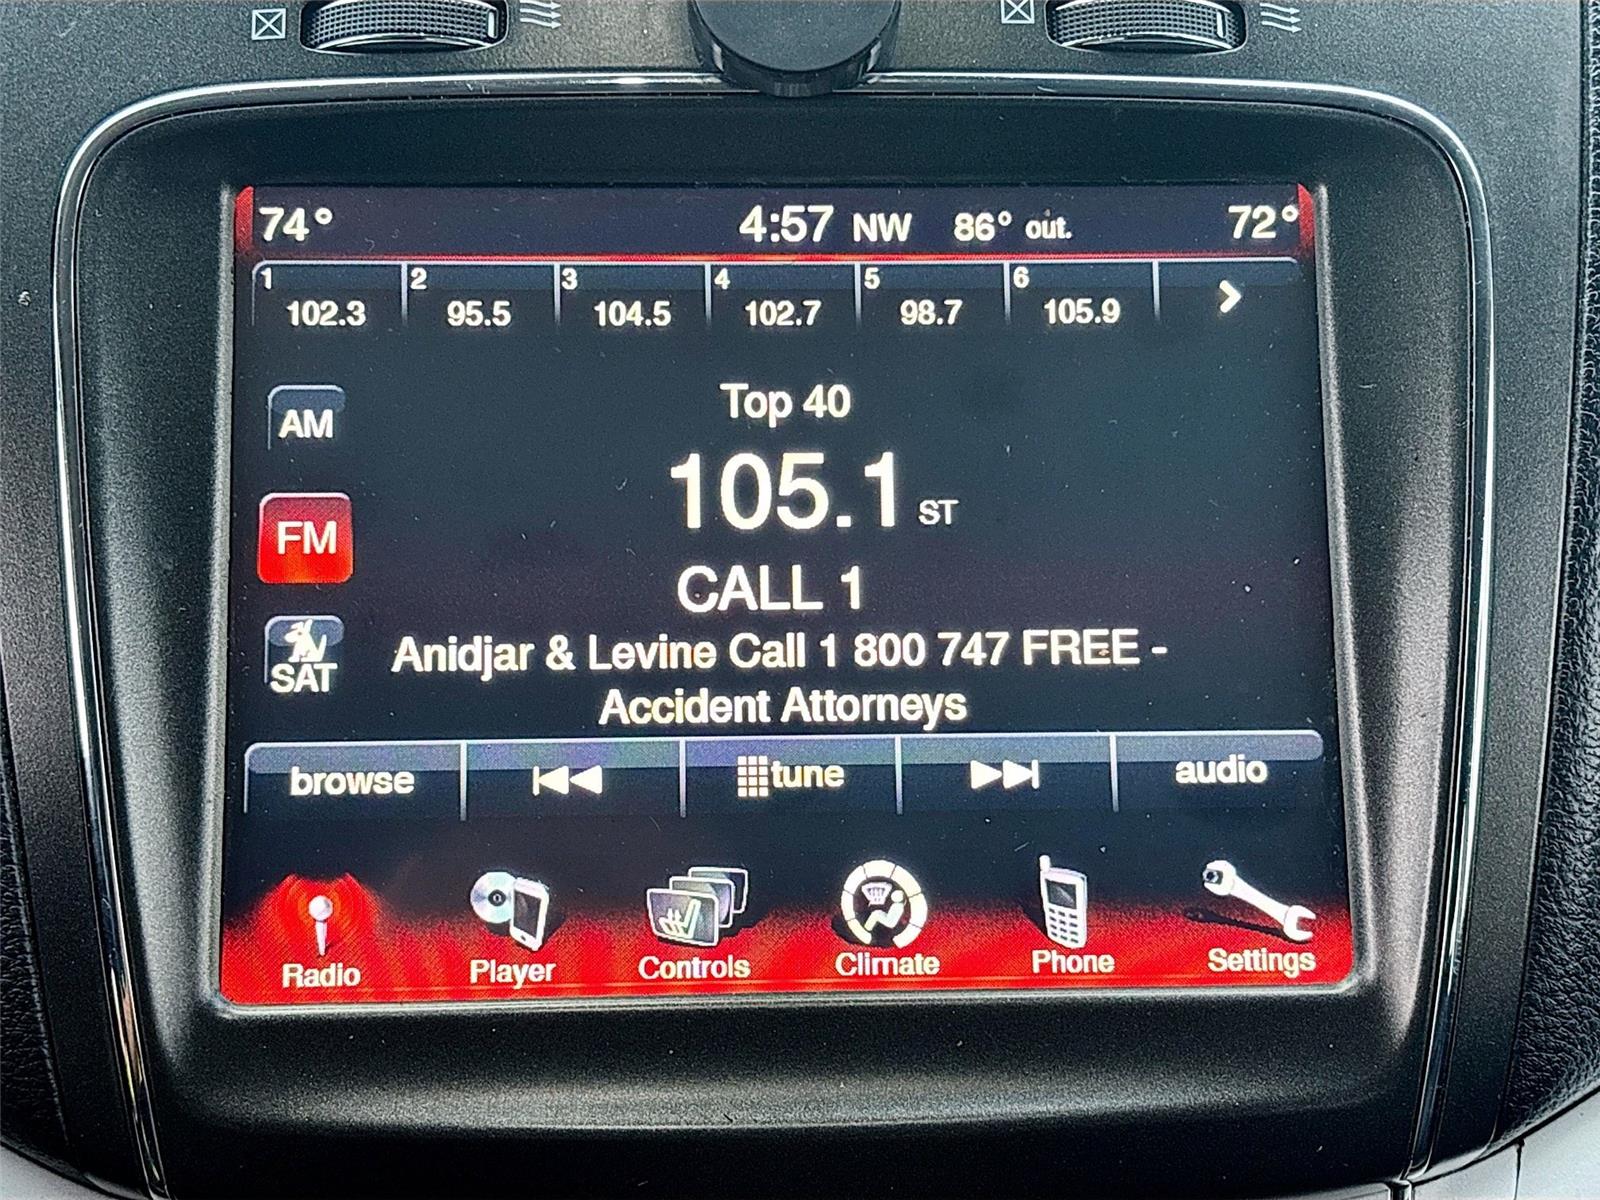 74° 4:57 NW 86° out. 72°
1 2 3 4 5 6
102.3 95.5 104.5 102.7 98.7 105.9
Top 40
AM
105.1 ST
FM
CALL 1
Anidjar & Levine Call 1 800 747 FREE -
SAT
Accident Attorneys
browse tune audio
Radio Player Controls Climate Phone Settings